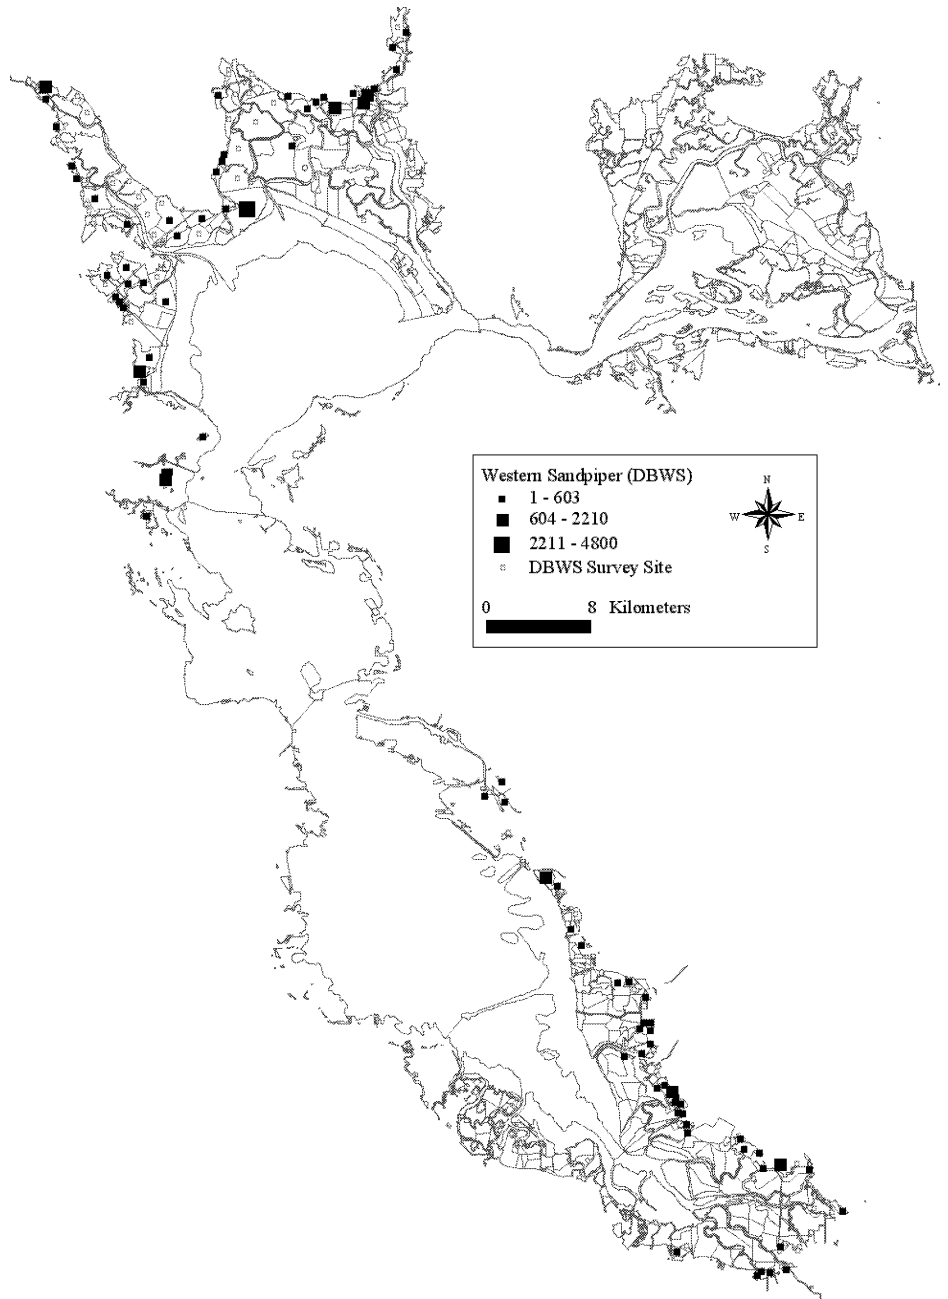 Western Sandpiper (DBWS)
1 - 603
604 - 2210
2211 - 4800
DBWS Survey Site
N
W E
S
0 8 Kilometers